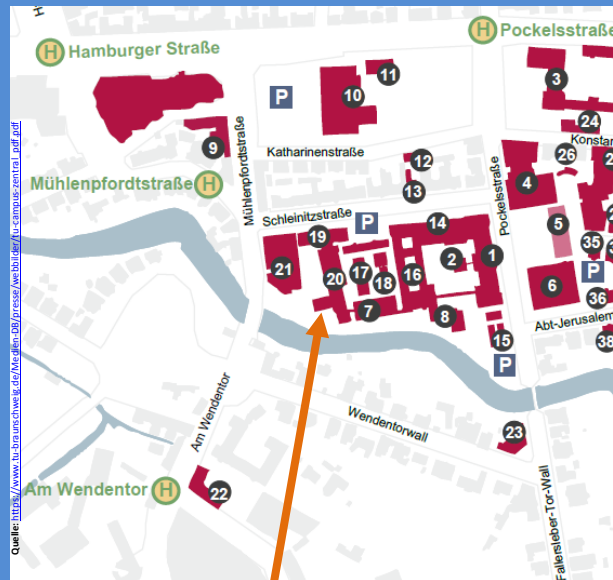 H
Hamburger Straße
H
Pockelsstraße
3
11
10
P
24
Konstan
9
Katharinenstraße
12
26
2
Mühlenpfordtstraße
H
Mühlenpfordtstraße
13
4
Pockelsstraße
Schleinitzstraße
P
14
5
19
35
21
20
17
18
16
2
1
P
6
36
7
8
Abt-Jerusalem
15
38
P
Wendentorwall
Am Wendentor
23
Am Wendentor
H
22
Fallersleber-Tor-Wall
Quelle: https://www.tu-braunschweig.de/Medien-DB/presse/webbilder/tu-campus-zentral_pdf.pdf